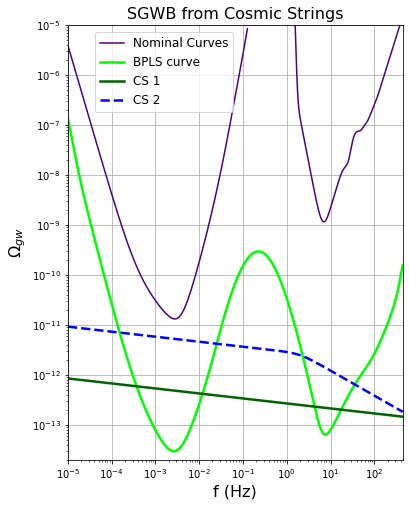 SGWB from Cosmic Strings
Nominal Curves
BPLS curve
CS 1
CS 2
Ω_gw
10⁻⁵
10⁻⁶
10⁻⁷
10⁻⁸
10⁻⁹
10⁻¹⁰
10⁻¹¹
10⁻¹²
10⁻¹³
10⁻⁵ 10⁻⁴ 10⁻³ 10⁻² 10⁻¹ 10⁰ 10¹ 10²
f (Hz)